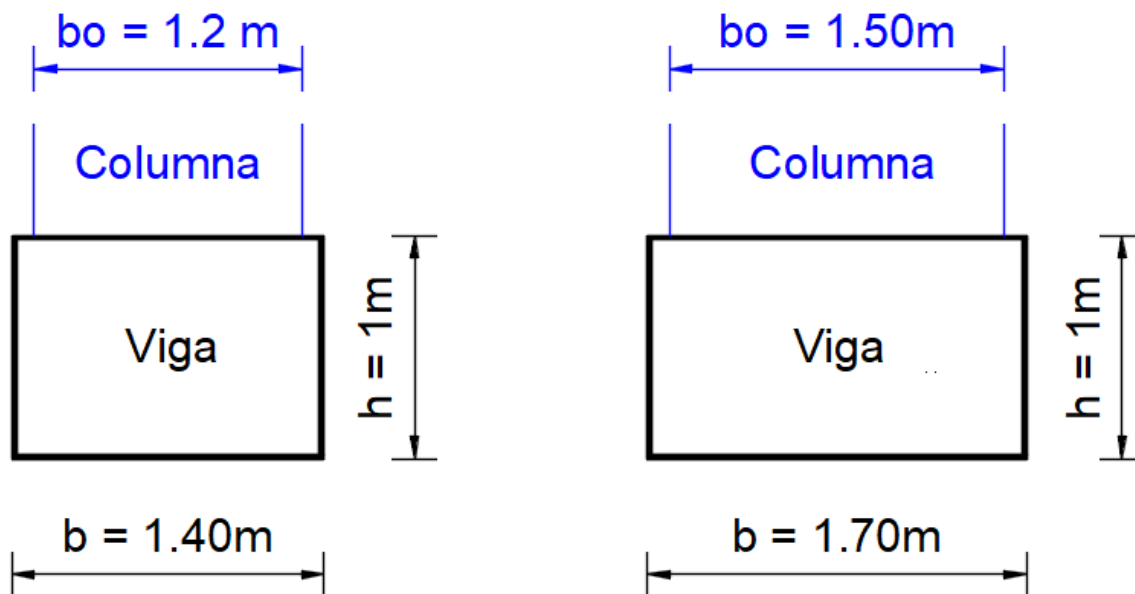 bo = 1.2 m
Columna
Viga
h = 1m
b = 1.40m
bo = 1.50m
Columna
Viga
h = 1m
b = 1.70m